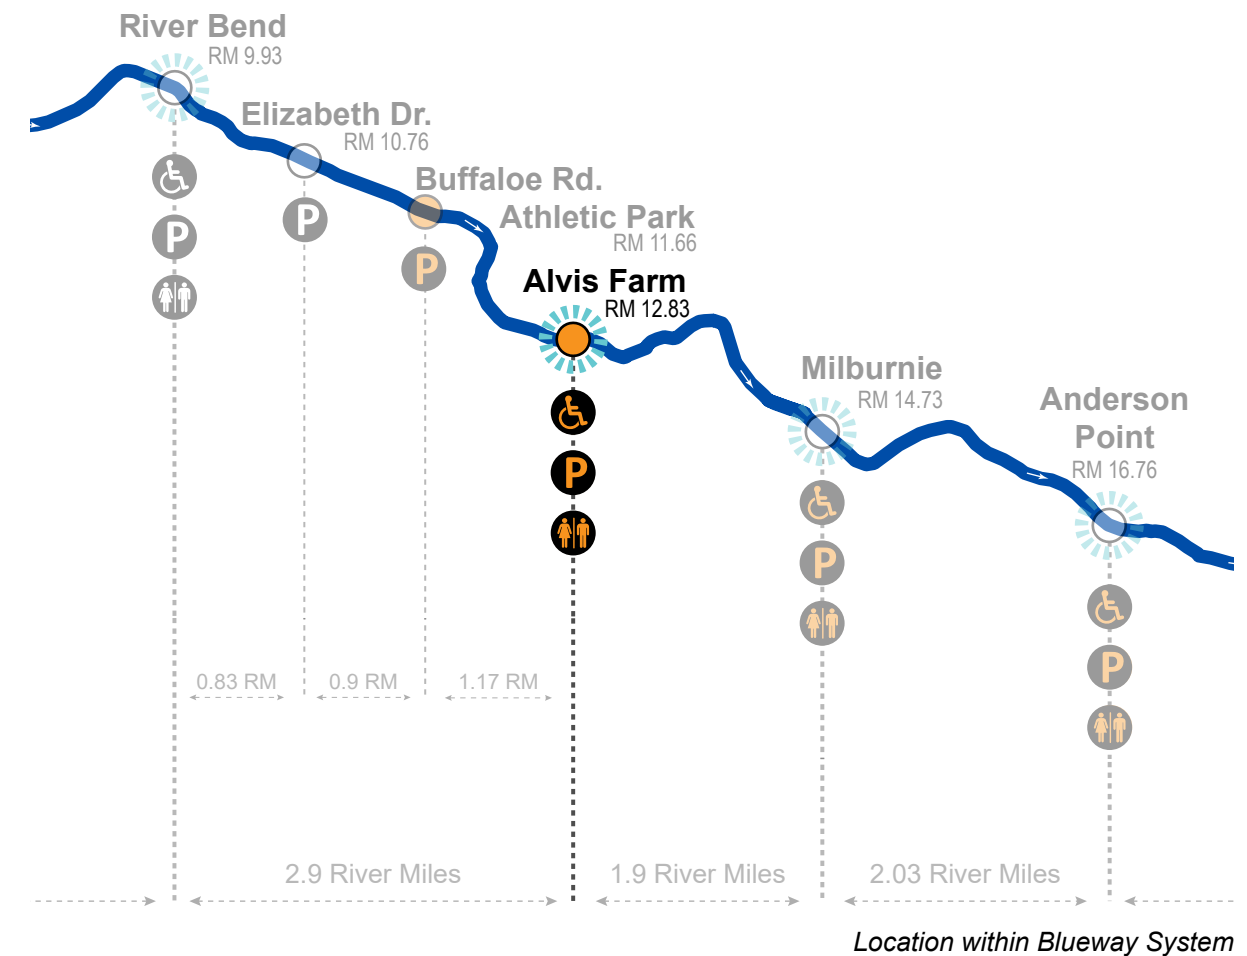 River Bend
RM 9.93
Elizabeth Dr.
RM 10.76
Buffaloe Rd.
Athletic Park
RM 11.66
Alvis Farm
RM 12.83
Milburnie
RM 14.73
Anderson
Point
RM 16.76
P
P
P
P
P
P
0.83 RM
0.9 RM
1.17 RM
2.9 River Miles
1.9 River Miles
2.03 River Miles
Location within Blueway System